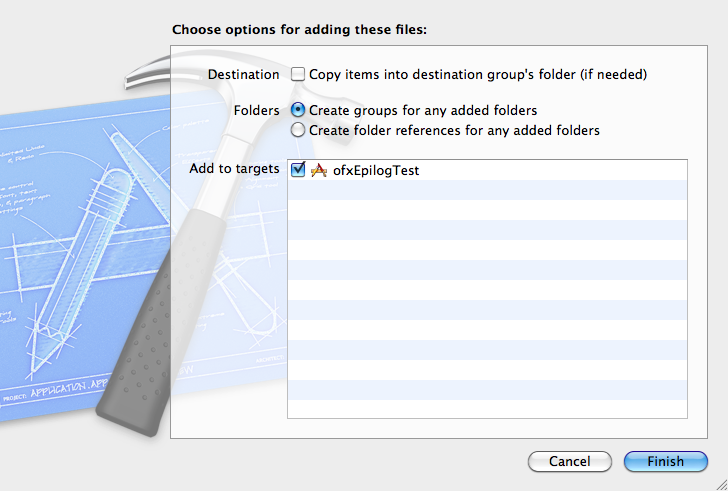 Choose options for adding these files:
Destination
Copy items into destination group's folder (if needed)
Folders
Create groups for any added folders
Create folder references for any added folders
Add to targets
ofxEpilogTest
PROJECT: APPLICATION.APP
Cancel
Finish